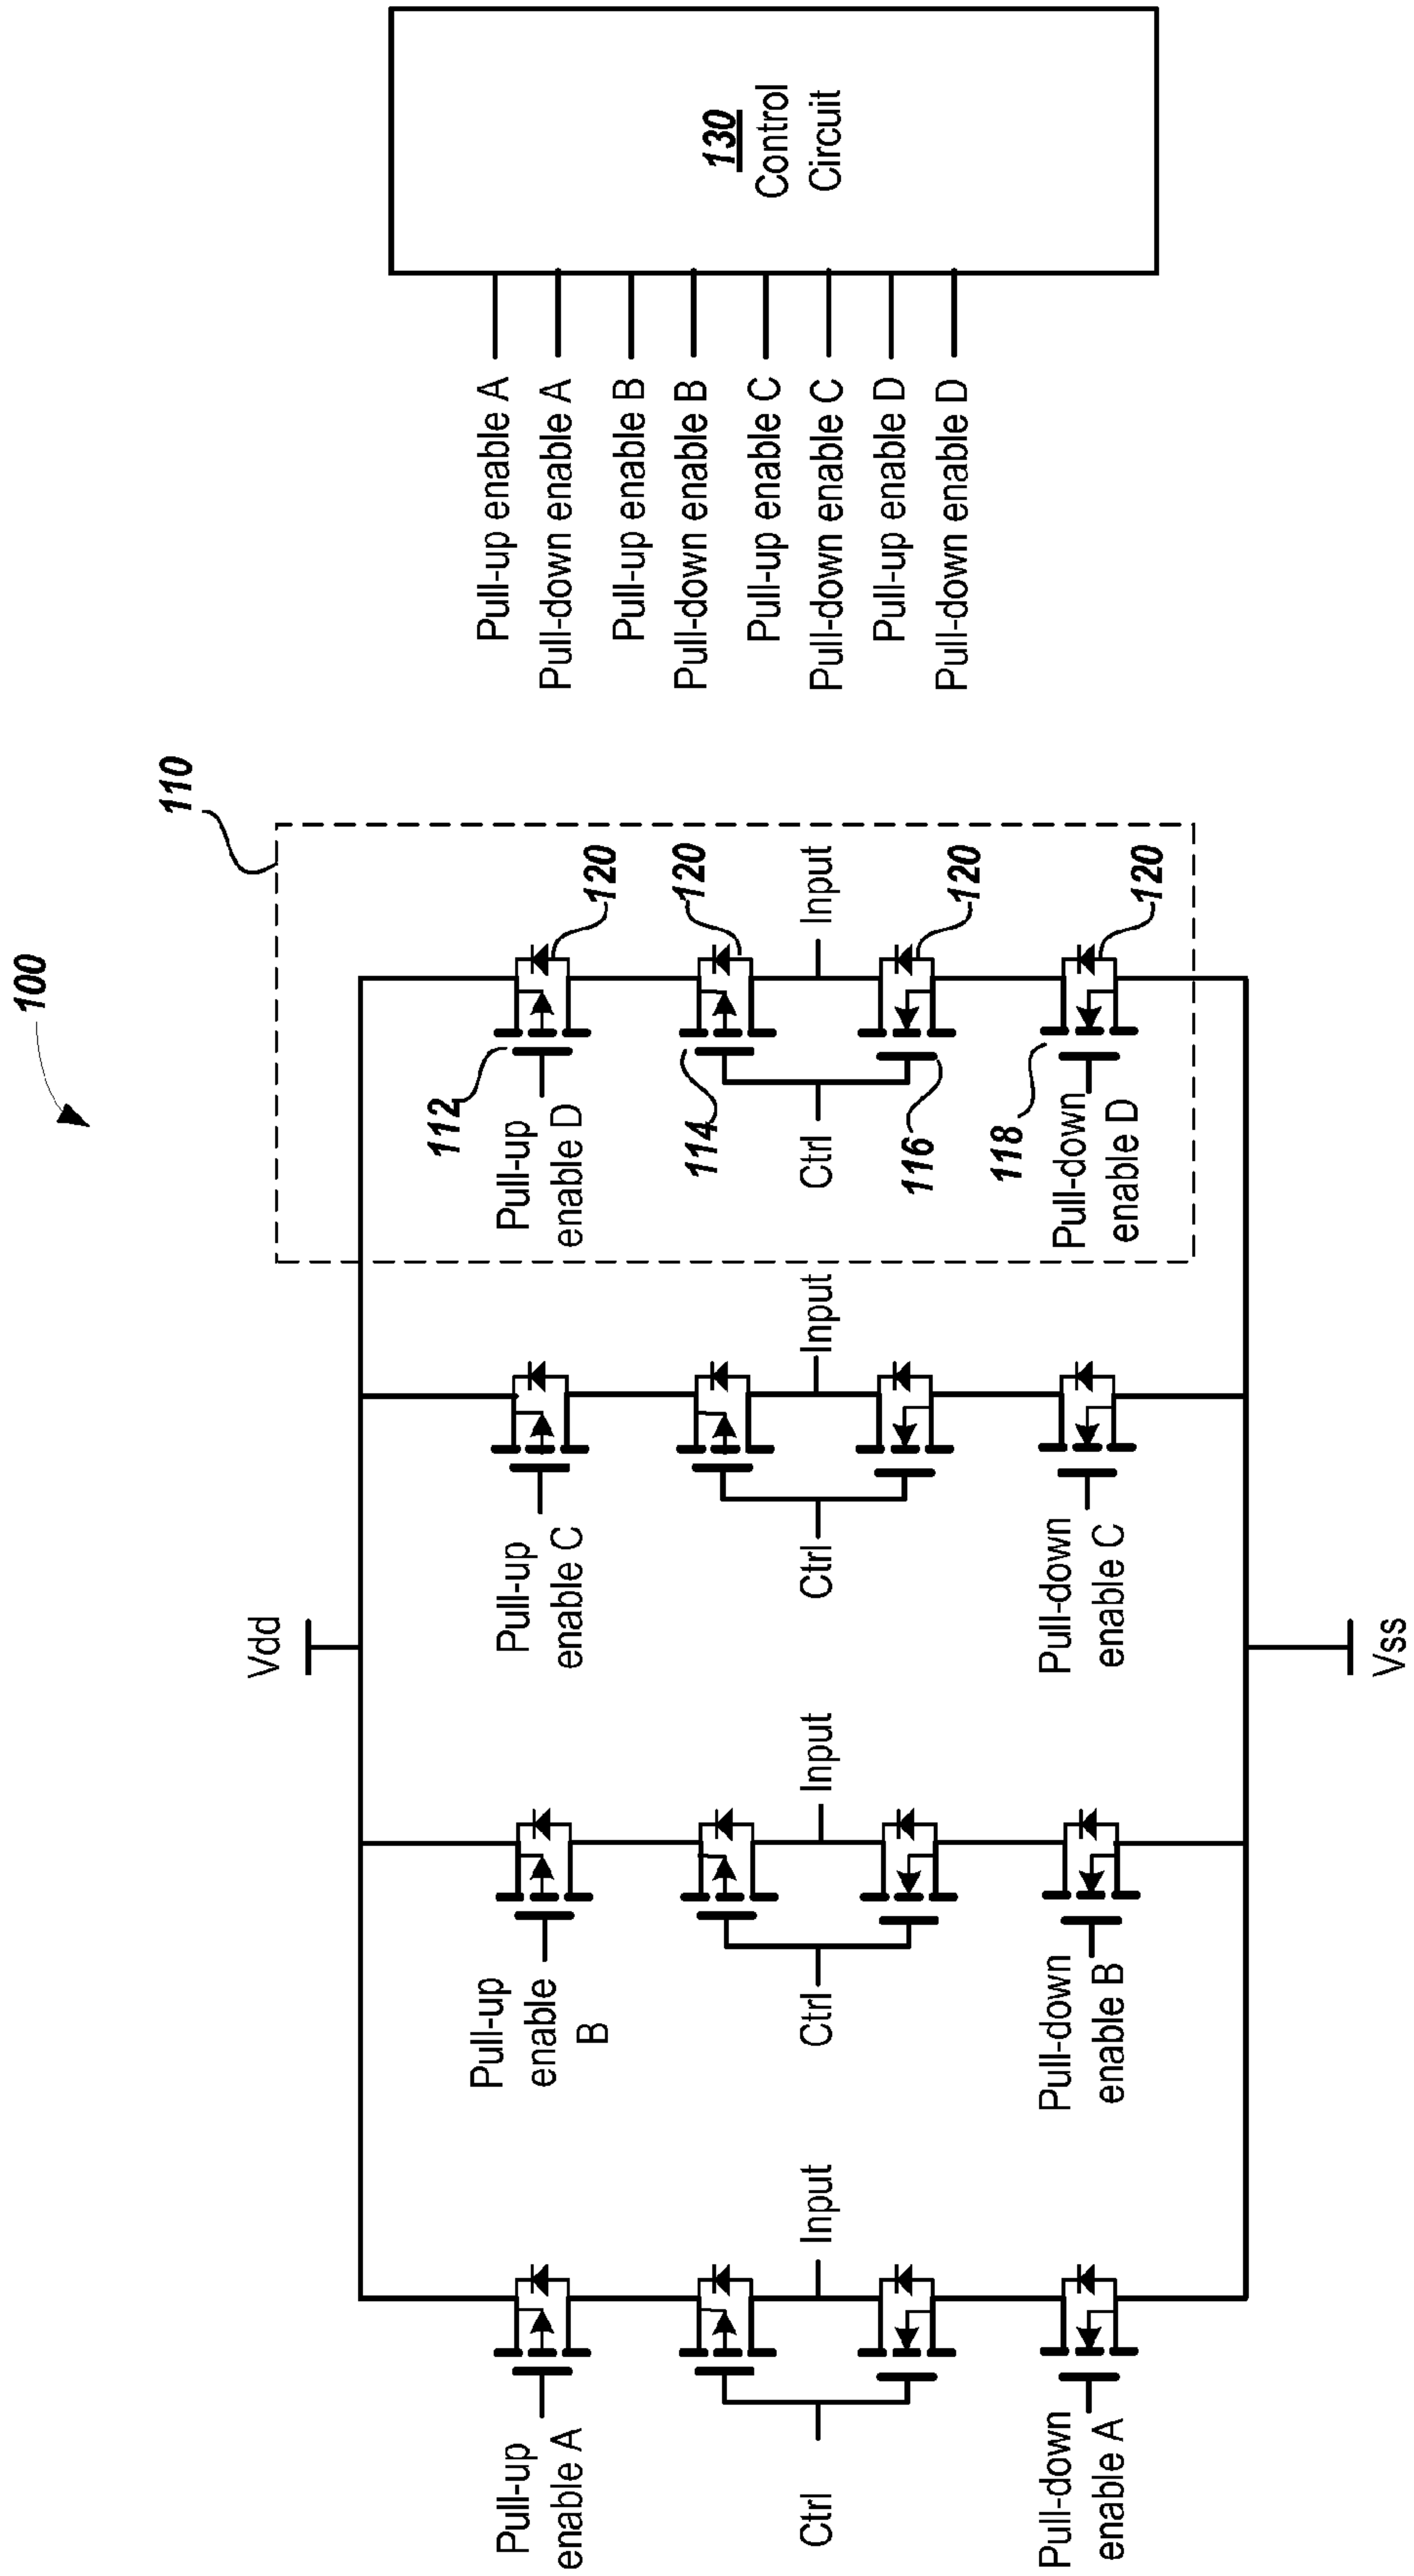 100
110
Vdd
Pull-up
enable A
Pull-up
enable
B
Pull-up
enable C
Pull-up
enable D
112
120
114
120
Ctrl
Input
Ctrl
Input
Ctrl
Input
Ctrl
Input
116
120
118
120
Pull-down
enable A
Pull-down
enable B
Pull-down
enable C
Pull-down
enable D
Vss
Pull-up enable A
Pull-down enable A
Pull-up enable B
Pull-down enable B
Pull-up enable C
Pull-down enable C
Pull-up enable D
Pull-down enable D
130
Control
Circuit